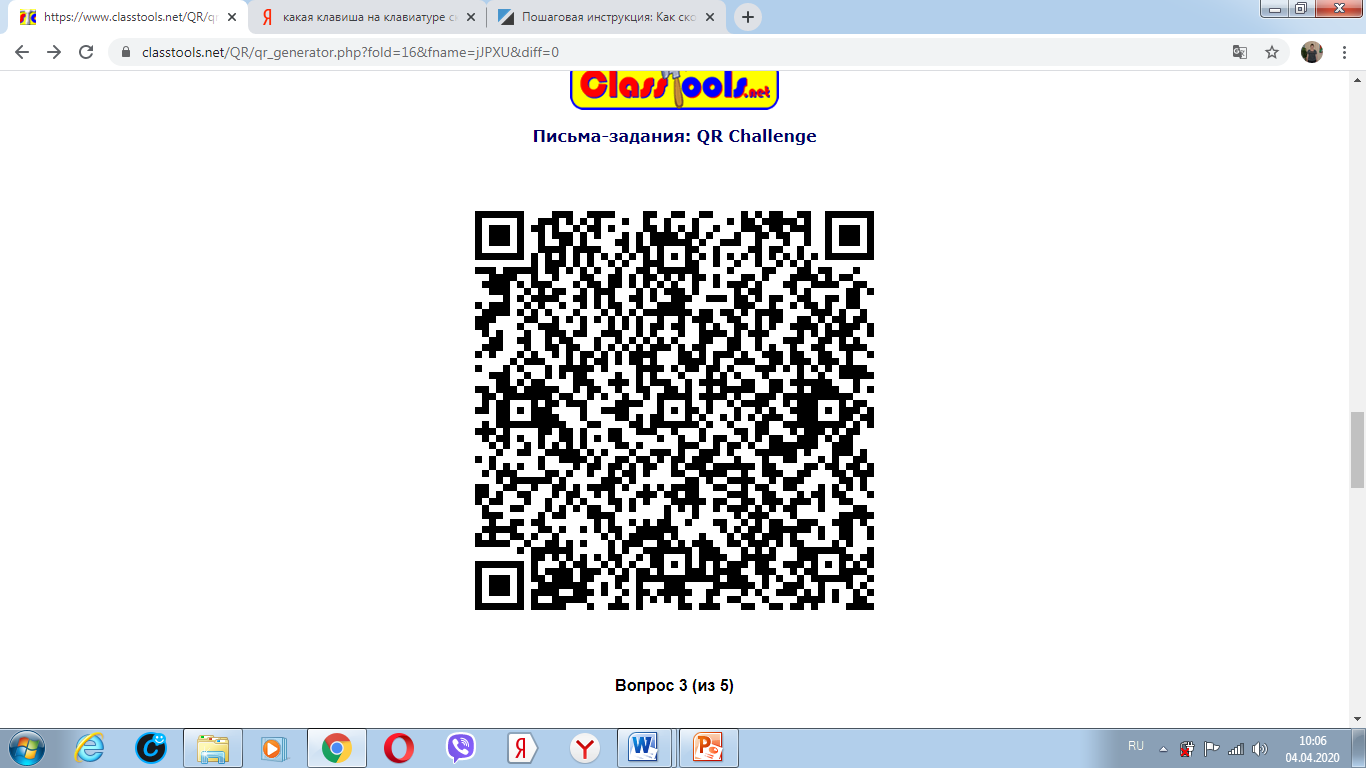 https://www.classtools.net/QR/qr
какая клавиша на клавиатуре ск
Пошаговая инструкция: Как ско
classtools.net/QR/qr_generator.php?fold=16&fname=jJPXU&diff=0
ClassTools.net
Письма-задания: QR Challenge
Вопрос 3 (из 5)
RU
10:06
04.04.2020